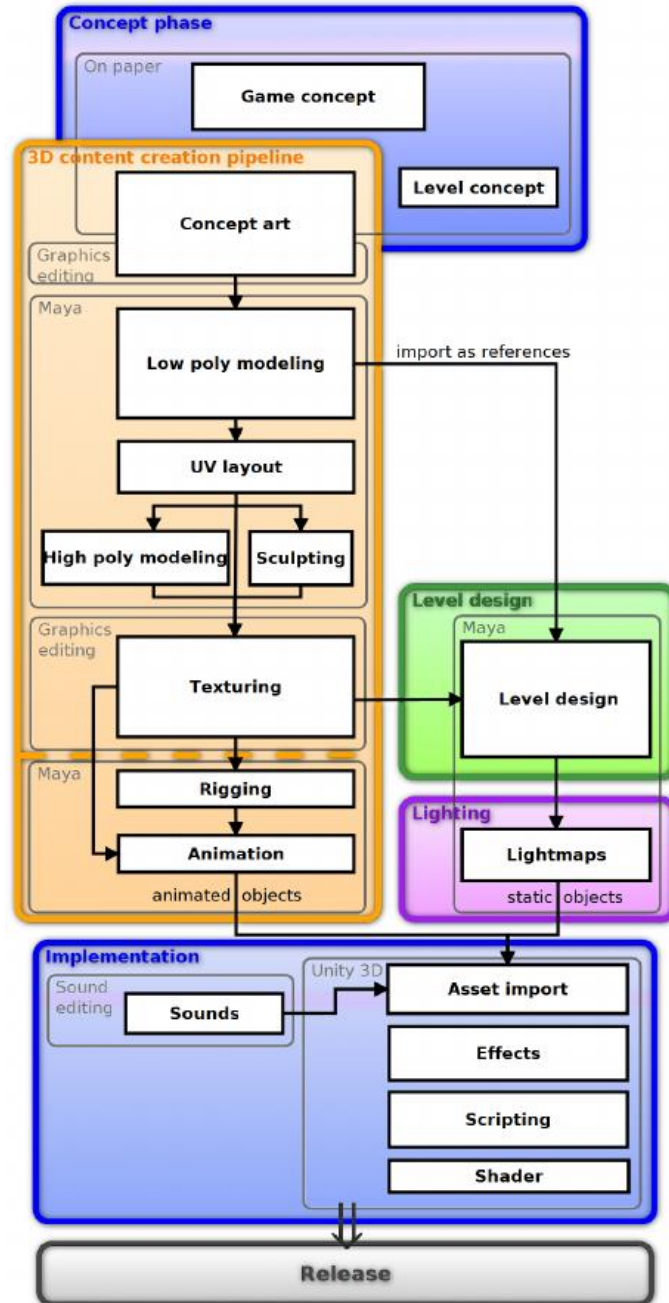 Concept phase
On paper
Game concept
3D content creation pipeline
Level concept
Concept art
Graphics
editing
Maya
Low poly modeling
import as references
UV layout
High poly modeling
Sculpting
Level design
Graphics
editing
Maya
Texturing
Level design
Maya
Rigging
Lighting
Animation
Lightmaps
animated objects
static objects
Implementation
Unity 3D
Sound
editing
Asset import
Sounds
Effects
Scripting
Shader
Release